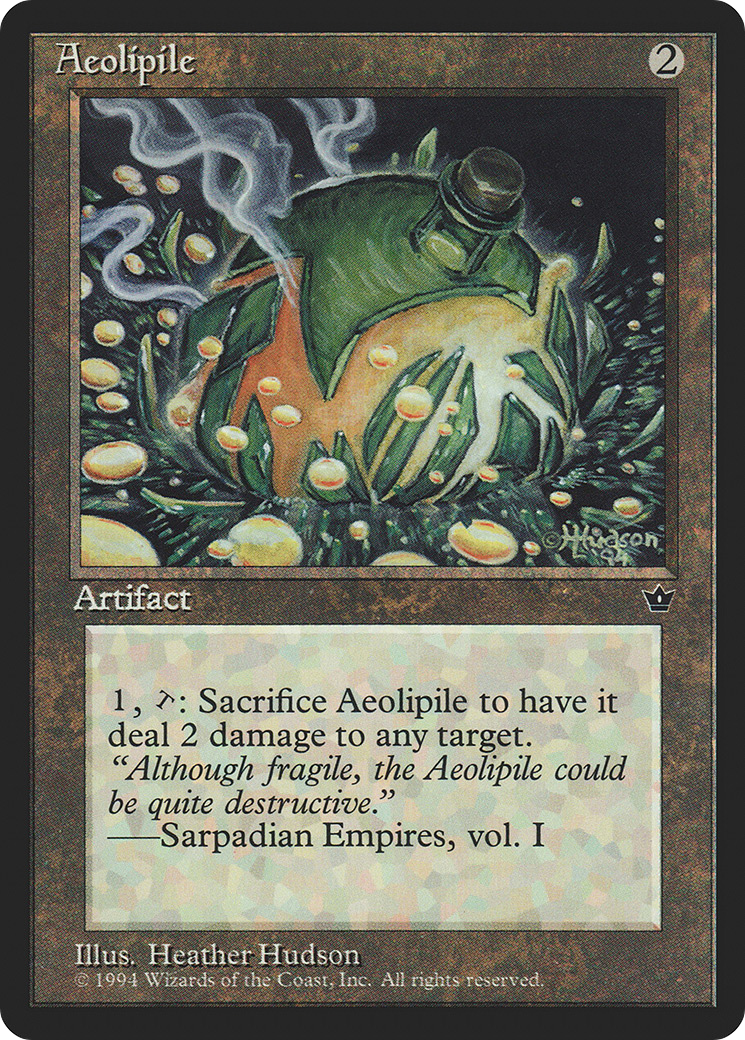 Aeolipile
2
©HHudson
94
Artifact
1, : Sacrifice Aeolipile to have it
deal 2 damage to any target.
“Although fragile, the Aeolipile could
be quite destructive.”
—Sarpadian Empires, vol. I
Illus. Heather Hudson
© 1994 Wizards of the Coast, Inc. All rights reserved.